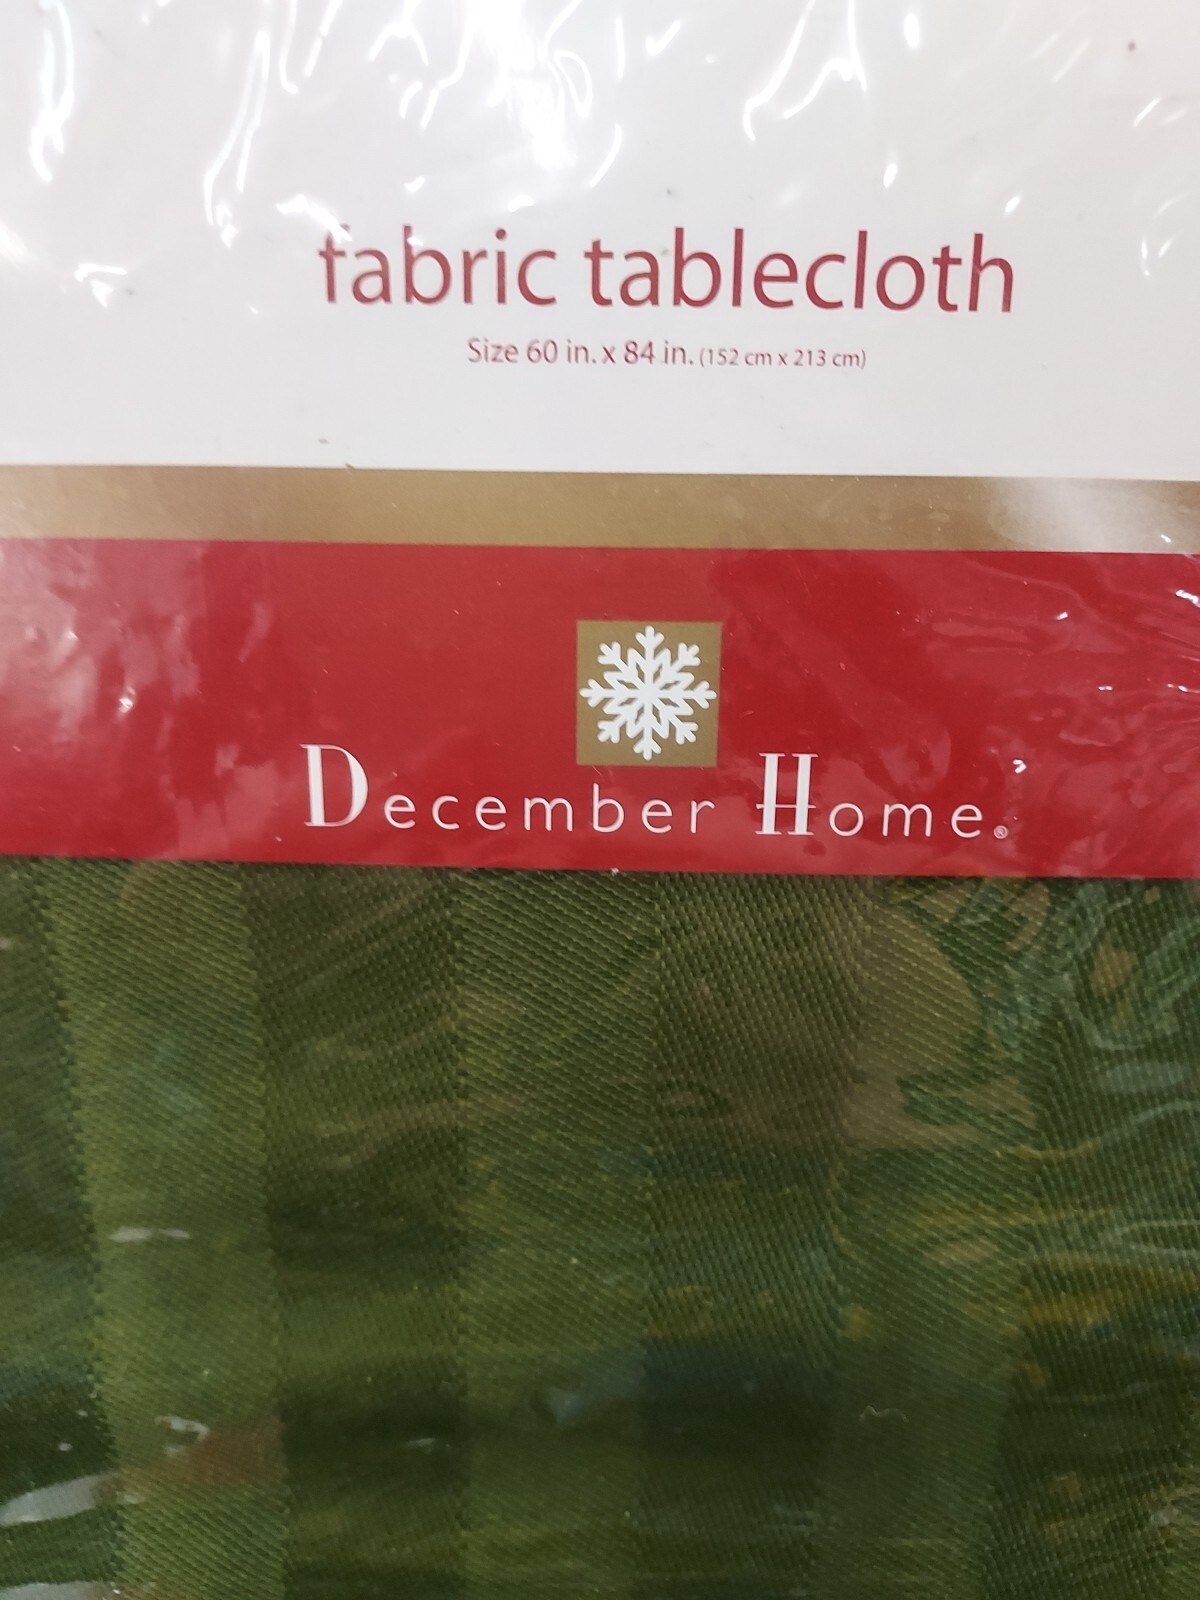 fabric tablecloth
Size 60 in. x 84 in. (152 cm x 213 cm)
December Home®